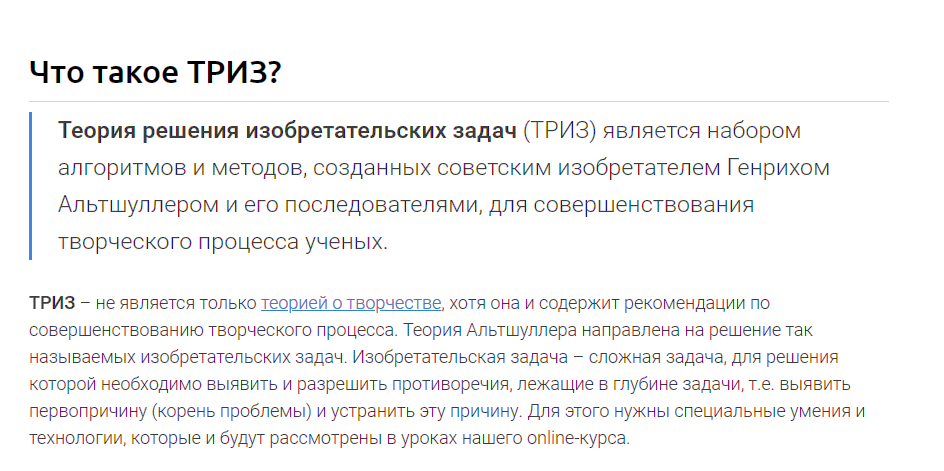 Что такое ТРИЗ?
Теория решения изобретательских задач (ТРИЗ) является набором
алгоритмов и методов, созданных советским изобретателем Генрихом
Альтшуллером и его последователями, для совершенствования
творческого процесса ученых.
ТРИЗ – не является только теорией о творчестве, хотя она и содержит рекомендации по
совершенствованию творческого процесса. Теория Альтшуллера направлена на решение так
называемых изобретательских задач. Изобретательская задача – сложная задача, для решения
которой необходимо выявить и разрешить противоречия, лежащие в глубине задачи, т.е. выявить
первопричину (корень проблемы) и устранить эту причину. Для этого нужны специальные умения и
технологии, которые и будут рассмотрены в уроках нашего online-курса.